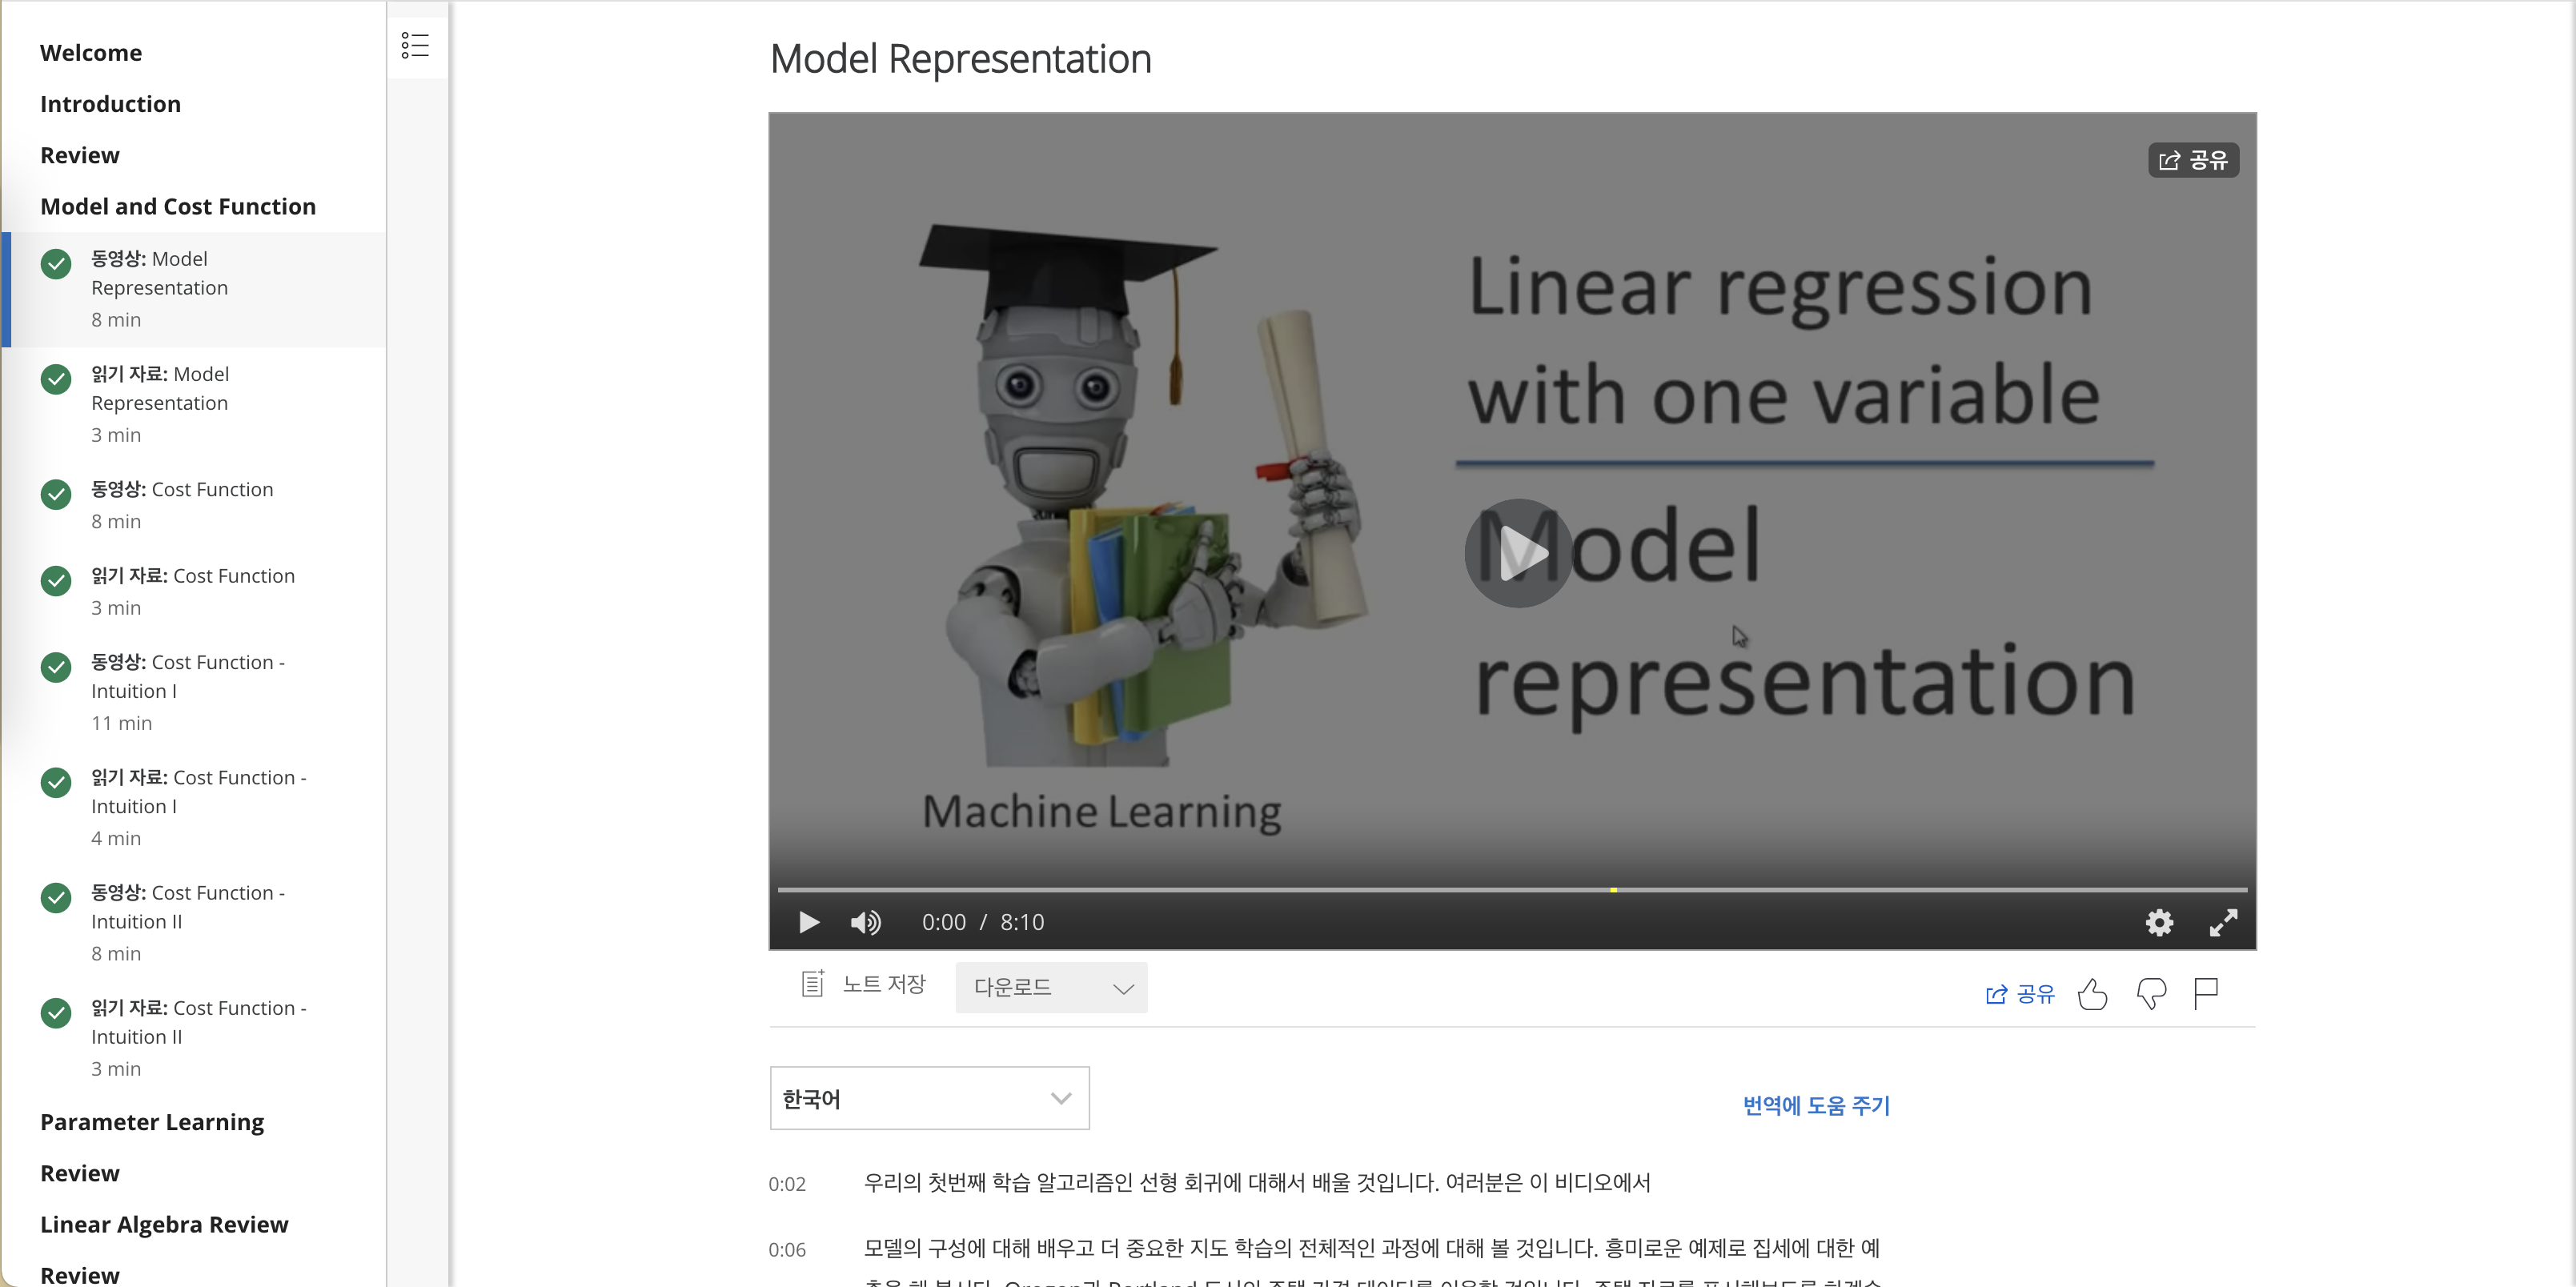 Welcome
Introduction
Review
Model and Cost Function
동영상: Model
Representation
8 min
읽기 자료: Model
Representation
3 min
동영상: Cost Function
8 min
읽기 자료: Cost Function
3 min
동영상: Cost Function -
Intuition I
11 min
읽기 자료: Cost Function -
Intuition I
4 min
동영상: Cost Function -
Intuition II
8 min
읽기 자료: Cost Function -
Intuition II
3 min
Parameter Learning
Review
Linear Algebra Review
Review
Model Representation
공유
Linear regression
with one variable
Model
representation
Machine Learning
0:00 / 8:10
노트 저장
다운로드
공유
한국어
번역에 도움 주기
0:02 우리의 첫번째 학습 알고리즘인 선형 회귀에 대해서 배울 것입니다. 여러분은 이 비디오에서
0:06 모델의 구성에 대해 배우고 더 중요한 지도 학습의 전체적인 과정에 대해 볼 것입니다. 흥미로운 예제로 집세에 대한 예